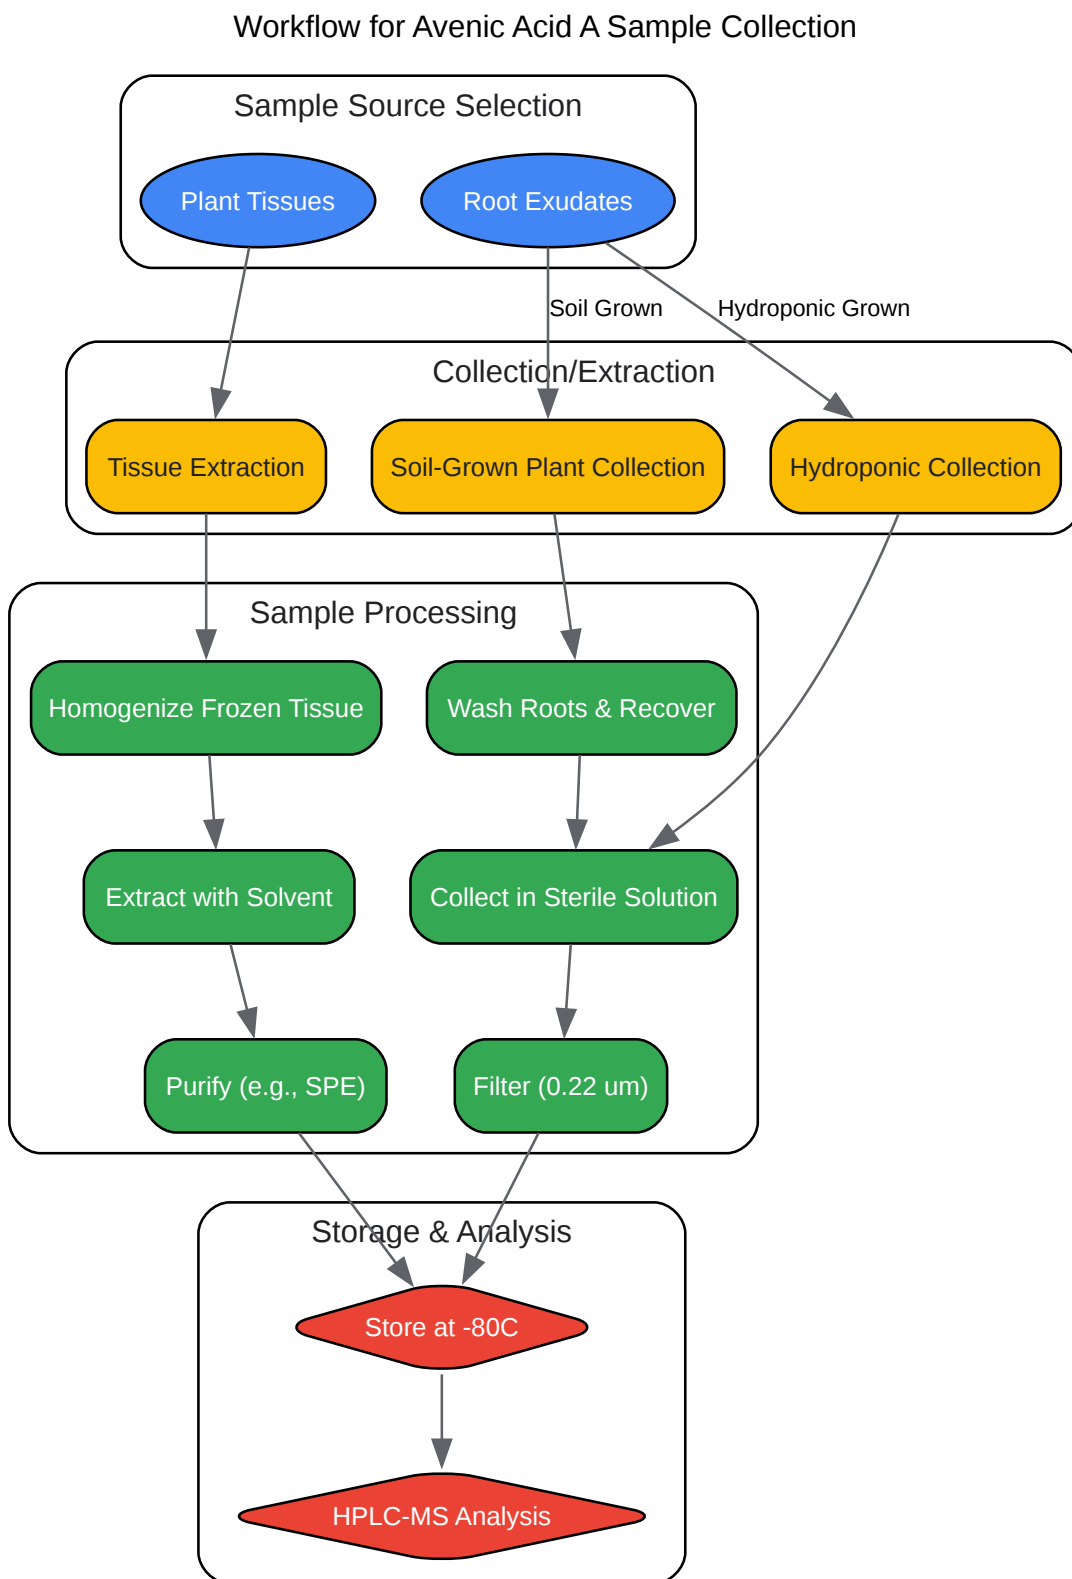 Workflow for Avenic Acid A Sample Collection
Sample Source Selection
Plant Tissues
Root Exudates
Soil Grown
Hydroponic Grown
Collection/Extraction
Tissue Extraction
Soil-Grown Plant Collection
Hydroponic Collection
Sample Processing
Homogenize Frozen Tissue
Wash Roots & Recover
Extract with Solvent
Collect in Sterile Solution
Purify (e.g., SPE)
Filter (0.22 um)
Storage & Analysis
Store at -80C
HPLC-MS Analysis